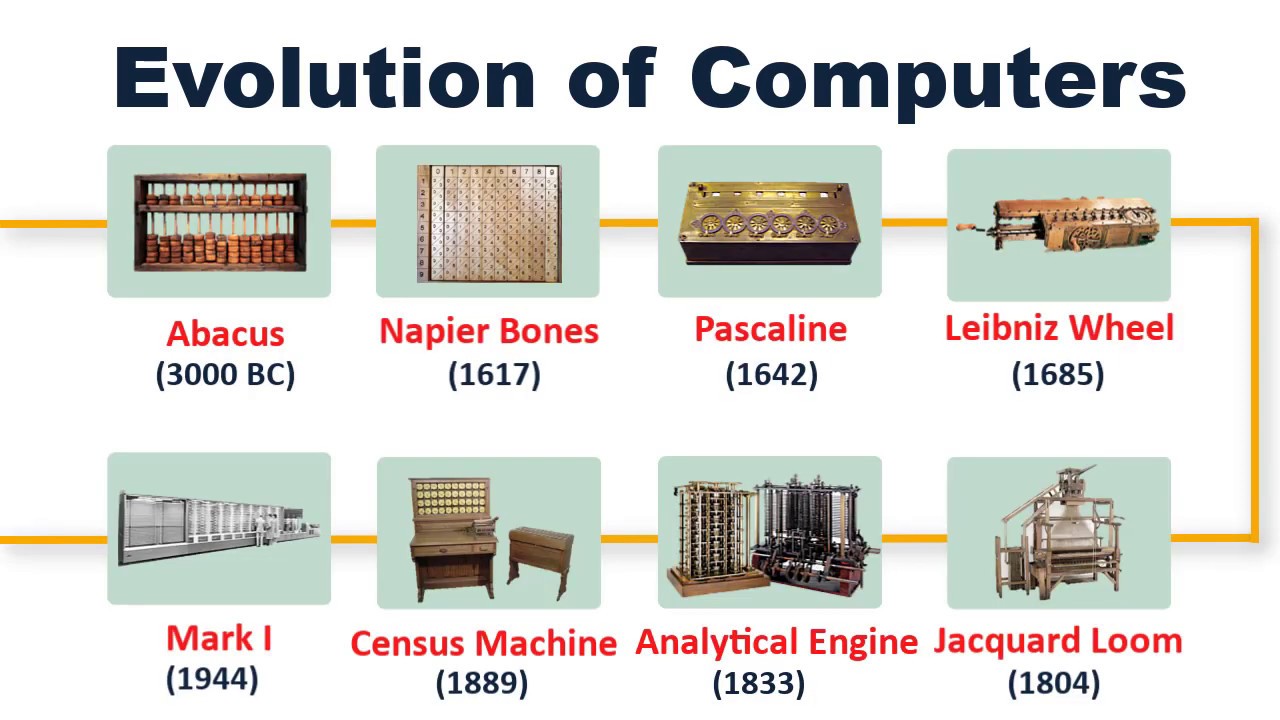 Evolution of Computers
Abacus
(3000 BC)
Napier Bones
(1617)
Pascaline
(1642)
Leibniz Wheel
(1685)
Mark I
(1944)
Census Machine
(1889)
Analytical Engine
(1833)
Jacquard Loom
(1804)